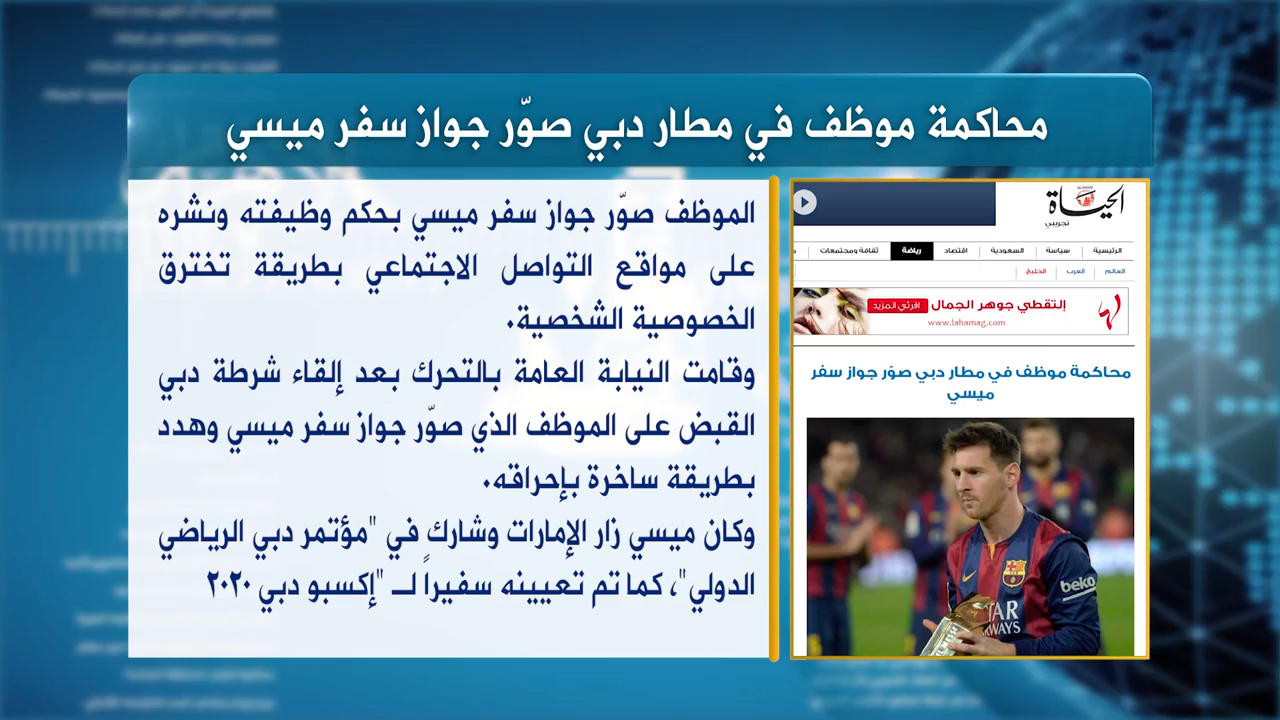 محاكمة موظف في مطار دبي صوّر جواز سفر ميسي
الموظف صوّر جواز سفر ميسي بحكم وظيفته ونشره
على مواقع التواصل الاجتماعي بطريقة تخترق
الخصوصية الشخصية.
وقامت النيابة العامة بالتحرك بعد إلقاء شرطة دبي
القبض على الموظف الذي صوّر جواز سفر ميسي وهدد
بطريقة ساخرة بإحراقه.
وكان ميسي زار الإمارات وشارك في "مؤتمر دبي الرياضي
الدولي"، كما تم تعيينه سفيراً لـ "إكسبو دبي ٢٠٢٠
الحياة
تجريبي
الرئيسية سياسة السعودية اقتصاد رياضة ثقافة ومجتمعات
العالم العرب الخليج
إلتقطي جوهر الجمال اقرئي المزيد
www.lahamag.com
محاكمة موظف في مطار دبي صوّر جواز سفر
ميسي
beko
TAR
RWAYS